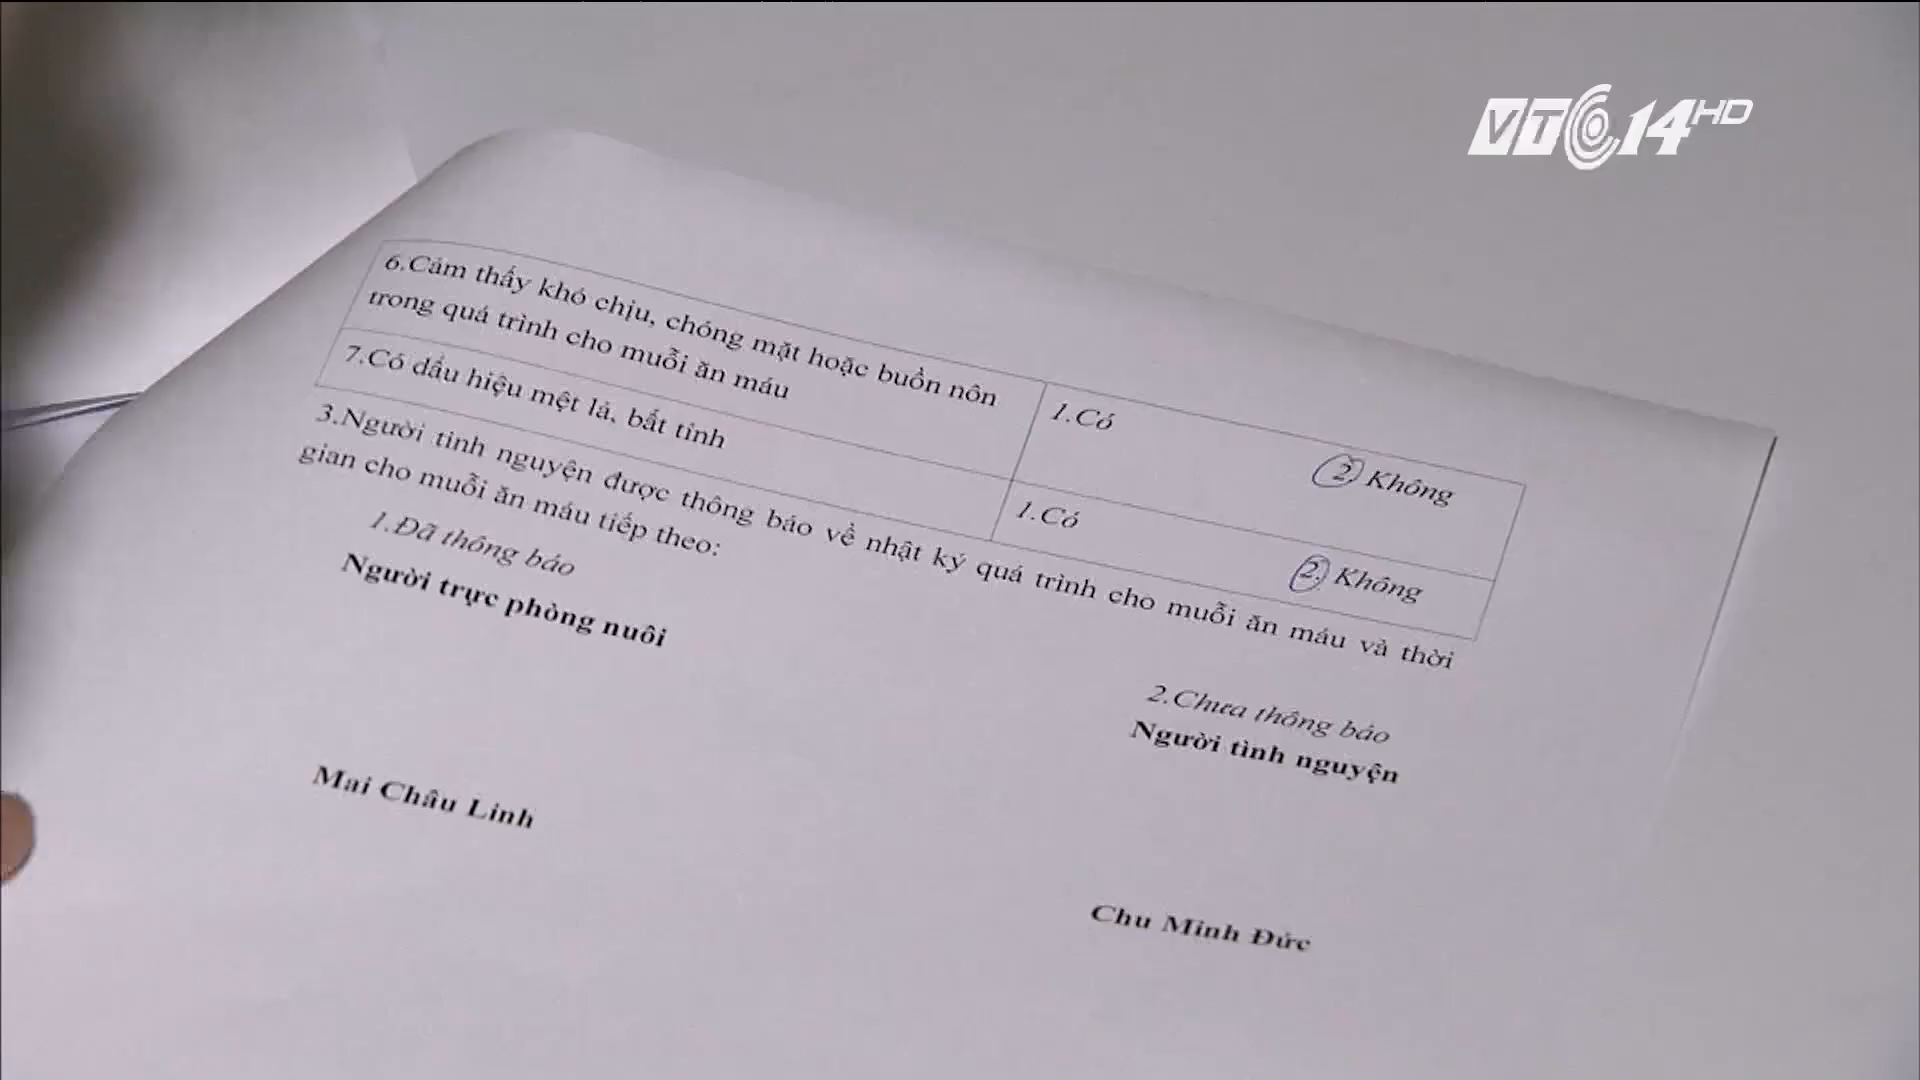 VTC14HD
6.Cảm thấy khó chịu, chóng mặt hoặc buồn nôn
trong quá trình cho muỗi ăn máu
1.Có
2 Không
7.Có dấu hiệu mệt lả, bất tỉnh
1.Có
2. Không
3.Người tình nguyện được thông báo về nhật ký quá trình cho muỗi ăn máu và thời
gian cho muỗi ăn máu tiếp theo:
1.Đã thông báo
2.Chưa thông báo
Người trực phòng nuôi
Người tình nguyện
Mai Châu Linh
Chu Minh Đức